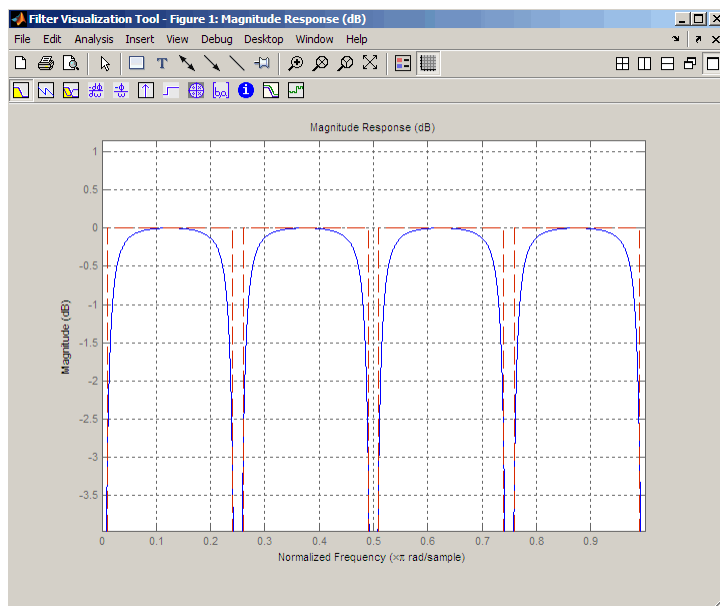 Filter Visualization Tool - Figure 1: Magnitude Response (dB)
File Edit Analysis Insert View Debug Desktop Window Help
Magnitude Response (dB)
1
0.5
0
-0.5
-1
-1.5
-2
-2.5
-3
-3.5
Magnitude (dB)
0 0.1 0.2 0.3 0.4 0.5 0.6 0.7 0.8 0.9
Normalized Frequency (×π rad/sample)